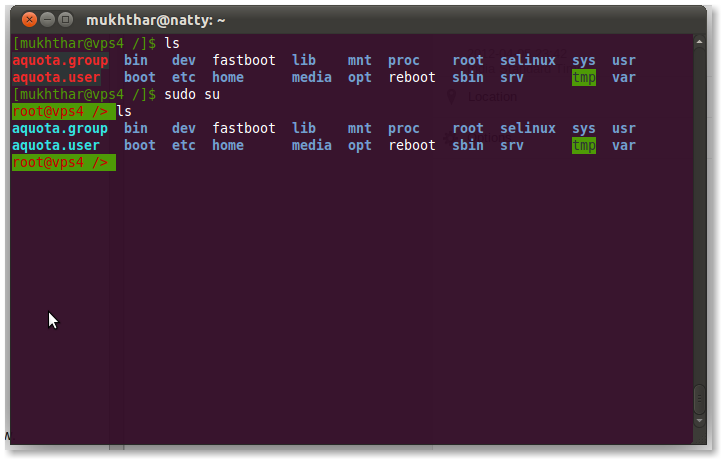 mukhthar@natty: ~
[mukhthar@vps4 /]$ ls
aquota.group bin dev fastboot lib mnt proc root selinux sys usr
aquota.user boot etc home media opt reboot sbin srv tmp var
[mukhthar@vps4 /]$ sudo su
root@vps4 /> ls
aquota.group bin dev fastboot lib mnt proc root selinux sys usr
aquota.user boot etc home media opt reboot sbin srv tmp var
root@vps4 />
Location